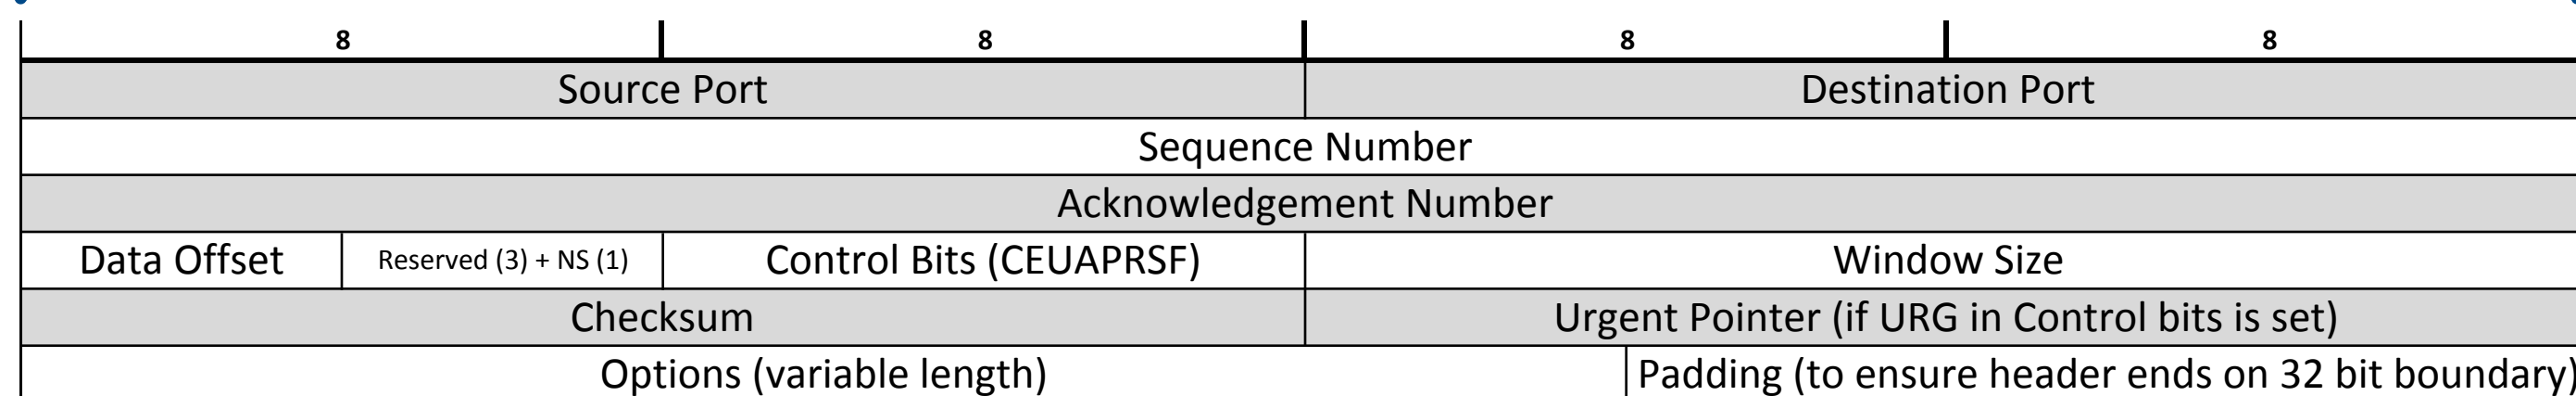 8 8 8 8
Source Port Destination Port
Sequence Number
Acknowledgement Number
Data Offset Reserved (3) + NS (1) Control Bits (CEUAPRSF) Window Size
Checksum Urgent Pointer (if URG in Control bits is set)
Options (variable length) Padding (to ensure header ends on 32 bit boundary)